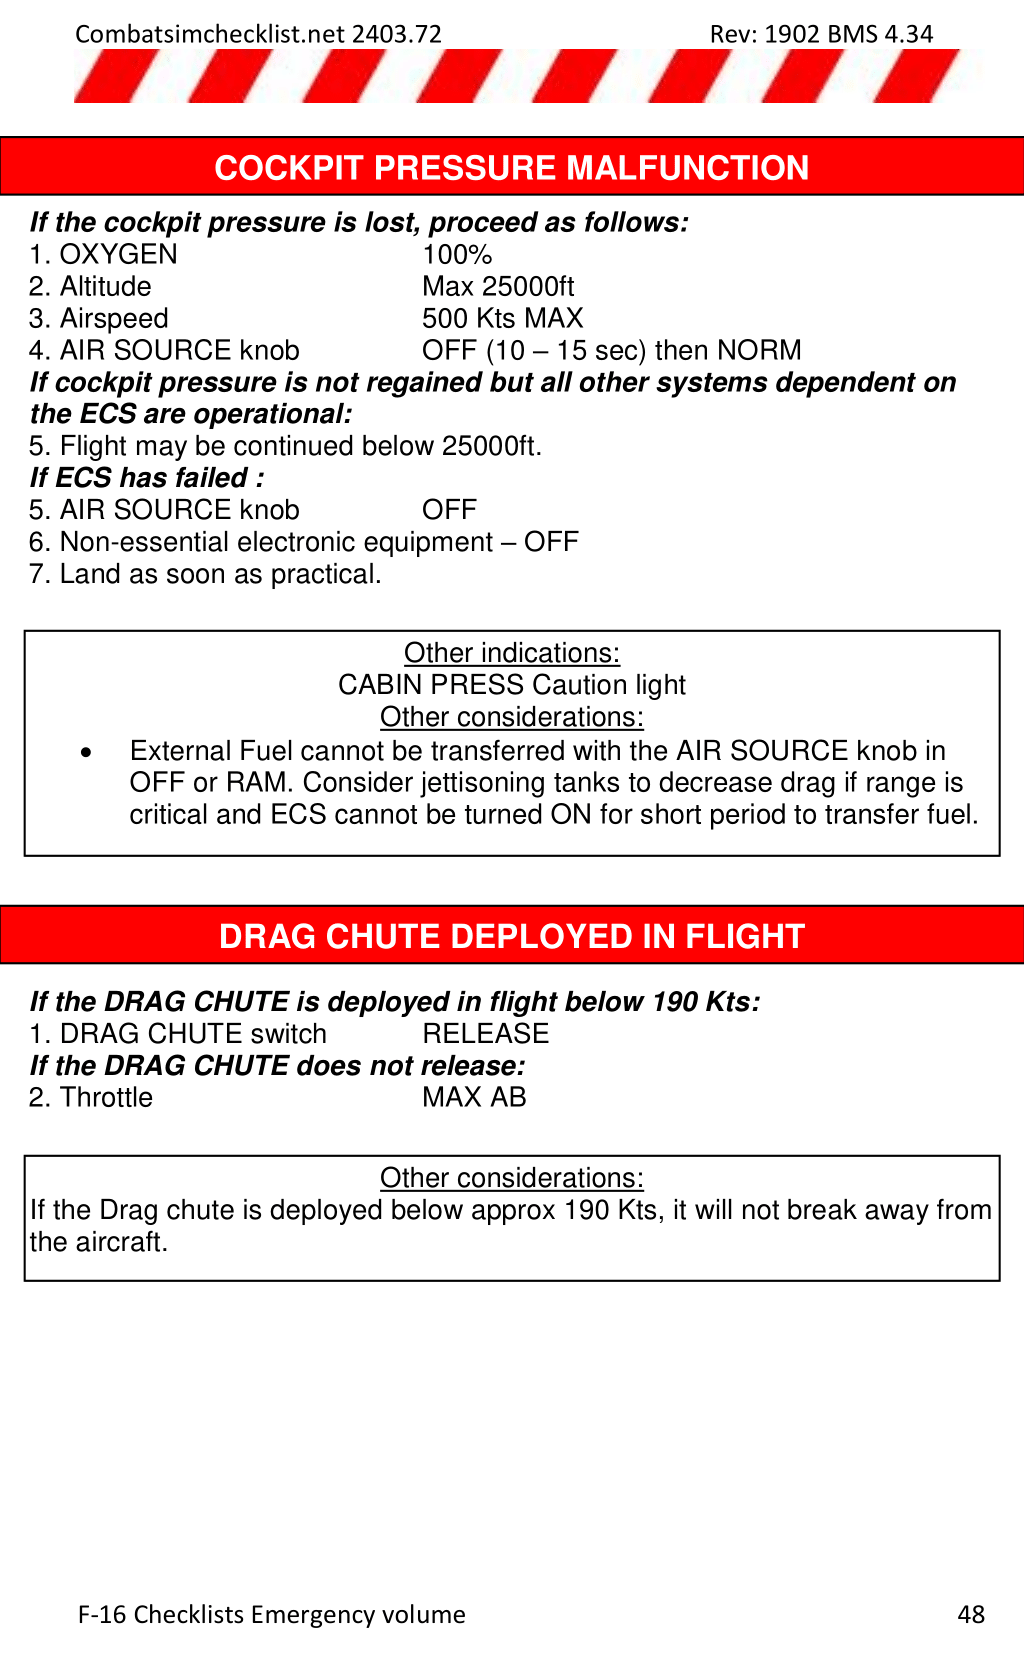 Combatsimchecklist.net 2403.72 Rev: 1902 BMS 4.34
COCKPIT PRESSURE MALFUNCTION
If the cockpit pressure is lost, proceed as follows:
1. OXYGEN 100%
2. Altitude Max 25000ft
3. Airspeed 500 Kts MAX
4. AIR SOURCE knob OFF (10 – 15 sec) then NORM
If cockpit pressure is not regained but all other systems dependent on
the ECS are operational:
5. Flight may be continued below 25000ft.
If ECS has failed :
5. AIR SOURCE knob OFF
6. Non-essential electronic equipment – OFF
7. Land as soon as practical.
Other indications:
CABIN PRESS Caution light
Other considerations:
• External Fuel cannot be transferred with the AIR SOURCE knob in
OFF or RAM. Consider jettisoning tanks to decrease drag if range is
critical and ECS cannot be turned ON for short period to transfer fuel.
DRAG CHUTE DEPLOYED IN FLIGHT
If the DRAG CHUTE is deployed in flight below 190 Kts:
1. DRAG CHUTE switch RELEASE
If the DRAG CHUTE does not release:
2. Throttle MAX AB
Other considerations:
If the Drag chute is deployed below approx 190 Kts, it will not break away from
the aircraft.
F-16 Checklists Emergency volume 48